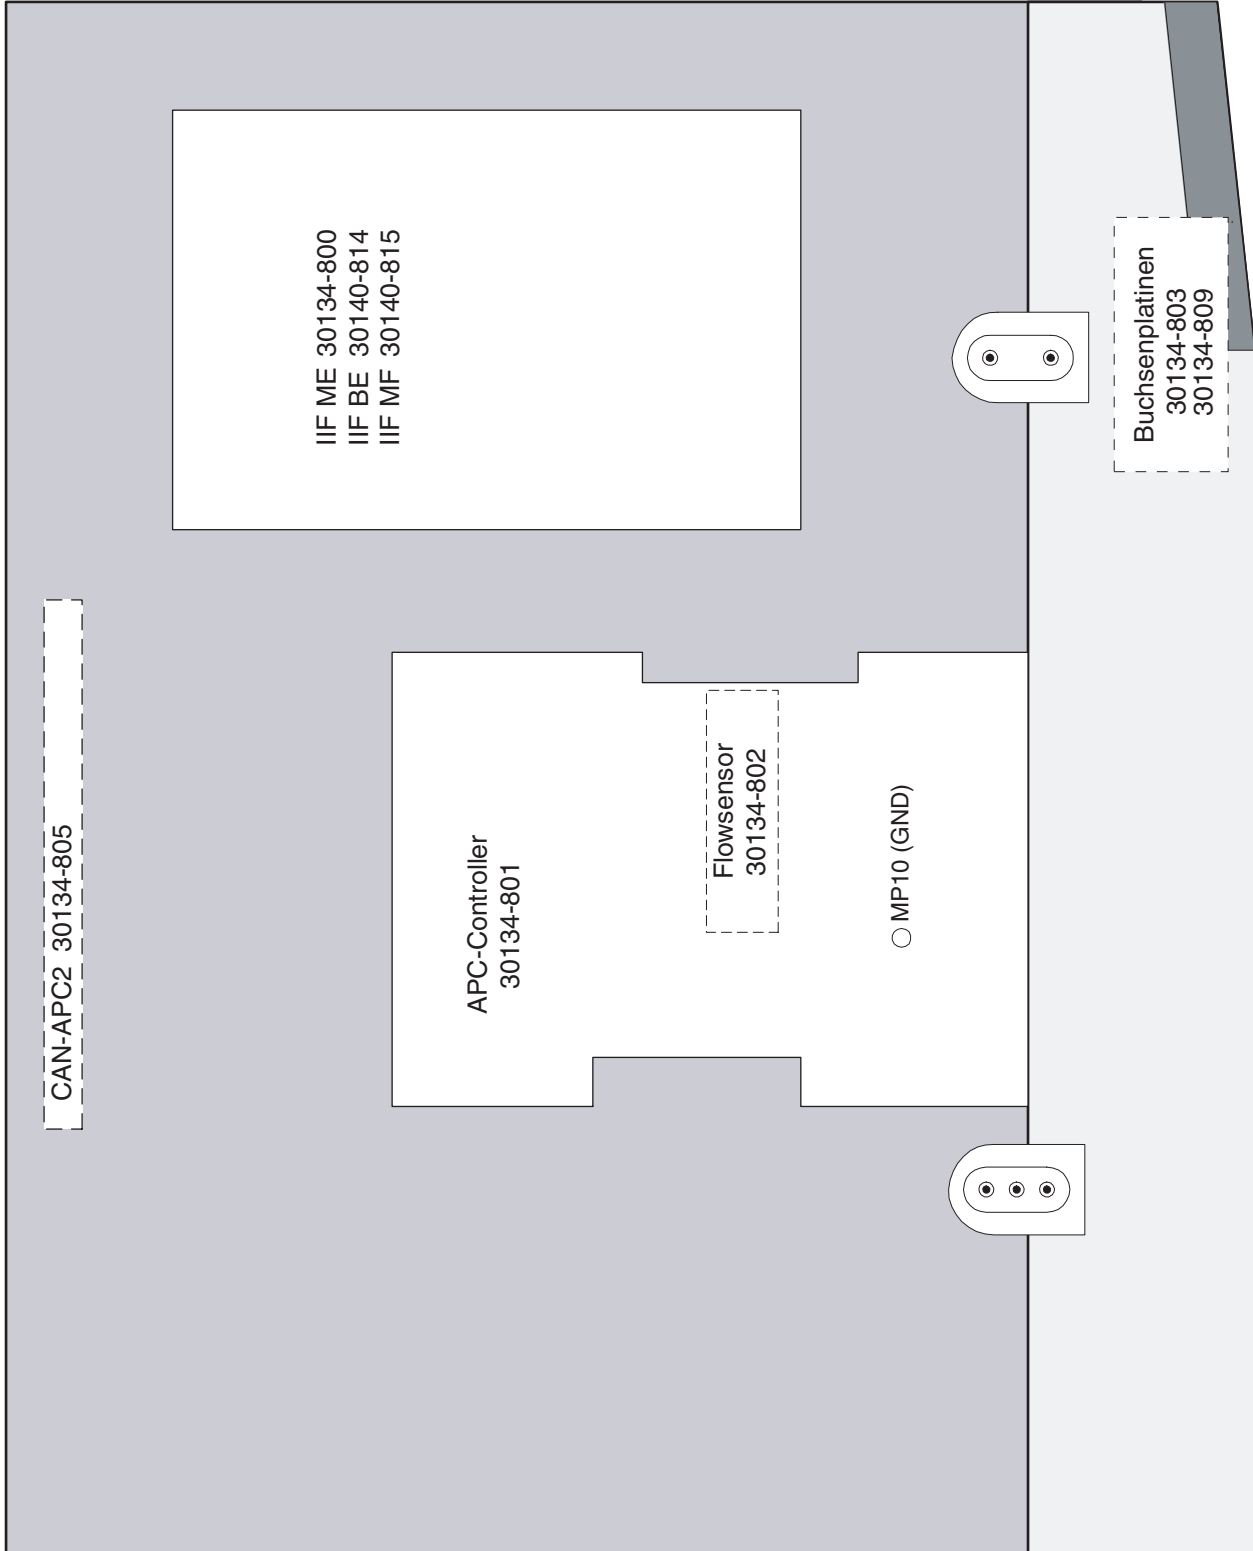 CAN-APC2 30134-805
IIF ME 30134-800
IIF BE 30140-814
IIF MF 30140-815
APC-Controller
30134-801
Flowsensor
30134-802
MP10 (GND)
Buchsenplatinen
30134-803
30134-809